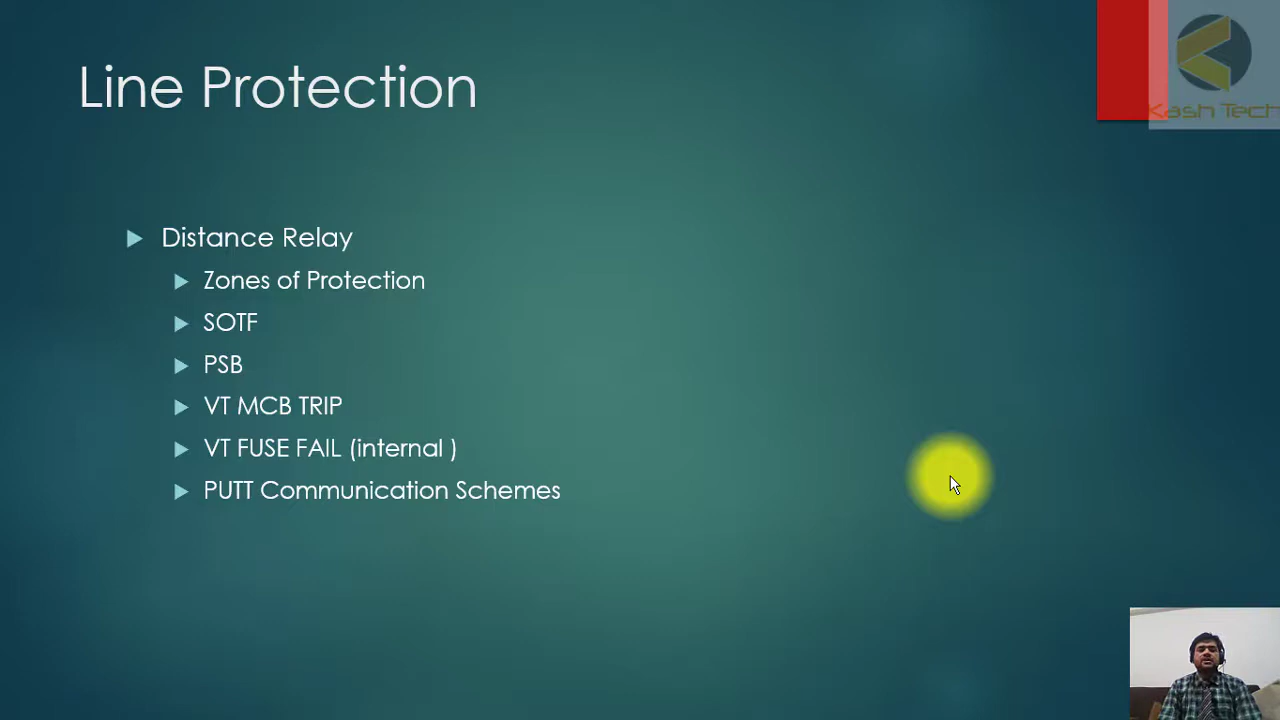 Kash Tech
Line Protection
Distance Relay
Zones of Protection
SOTF
PSB
VT MCB TRIP
VT FUSE FAIL (internal )
PUTT Communication Schemes